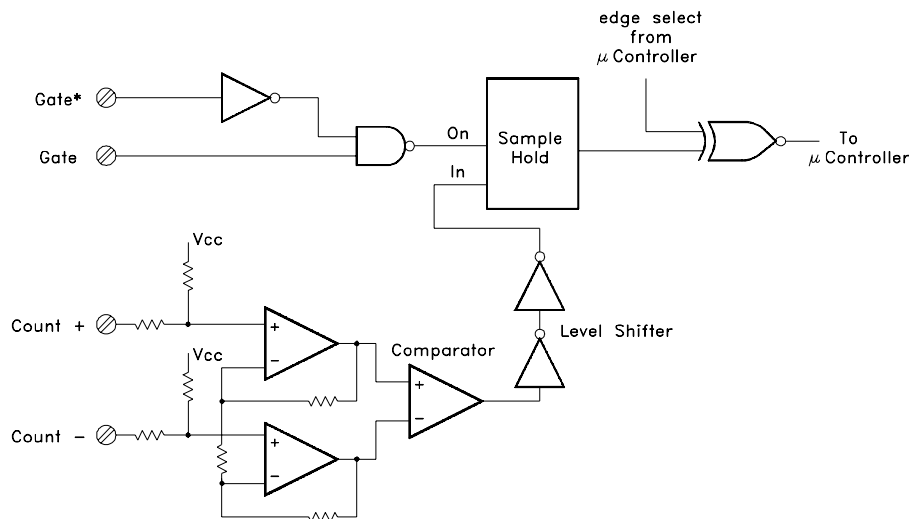 edge select
from
μ Controller
Gate*
Gate
On
In
Sample
Hold
To
μ Controller
Vcc
Count +
Vcc
Count -
+
-
+
-
Comparator
+
-
Level Shifter